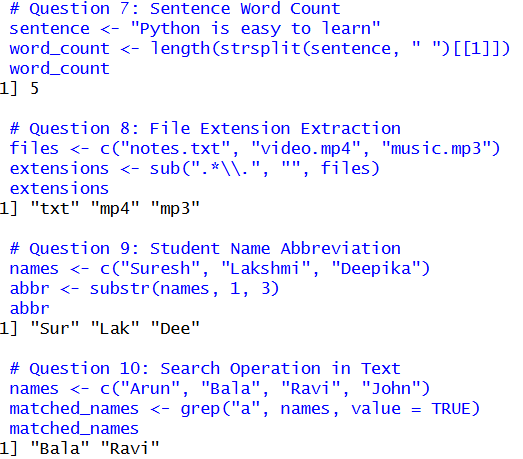 # Question 7: Sentence Word Count
sentence <- "Python is easy to learn"
word_count <- length(strsplit(sentence, " ")[[1]])
word_count
1] 5
# Question 8: File Extension Extraction
files <- c("notes.txt", "video.mp4", "music.mp3")
extensions <- sub(".*\\.", "", files)
extensions
1] "txt" "mp4" "mp3"
# Question 9: Student Name Abbreviation
names <- c("Suresh", "Lakshmi", "Deepika")
abbr <- substr(names, 1, 3)
abbr
1] "Sur" "Lak" "Dee"
# Question 10: Search Operation in Text
names <- c("Arun", "Bala", "Ravi", "John")
matched_names <- grep("a", names, value = TRUE)
matched_names
1] "Bala" "Ravi"